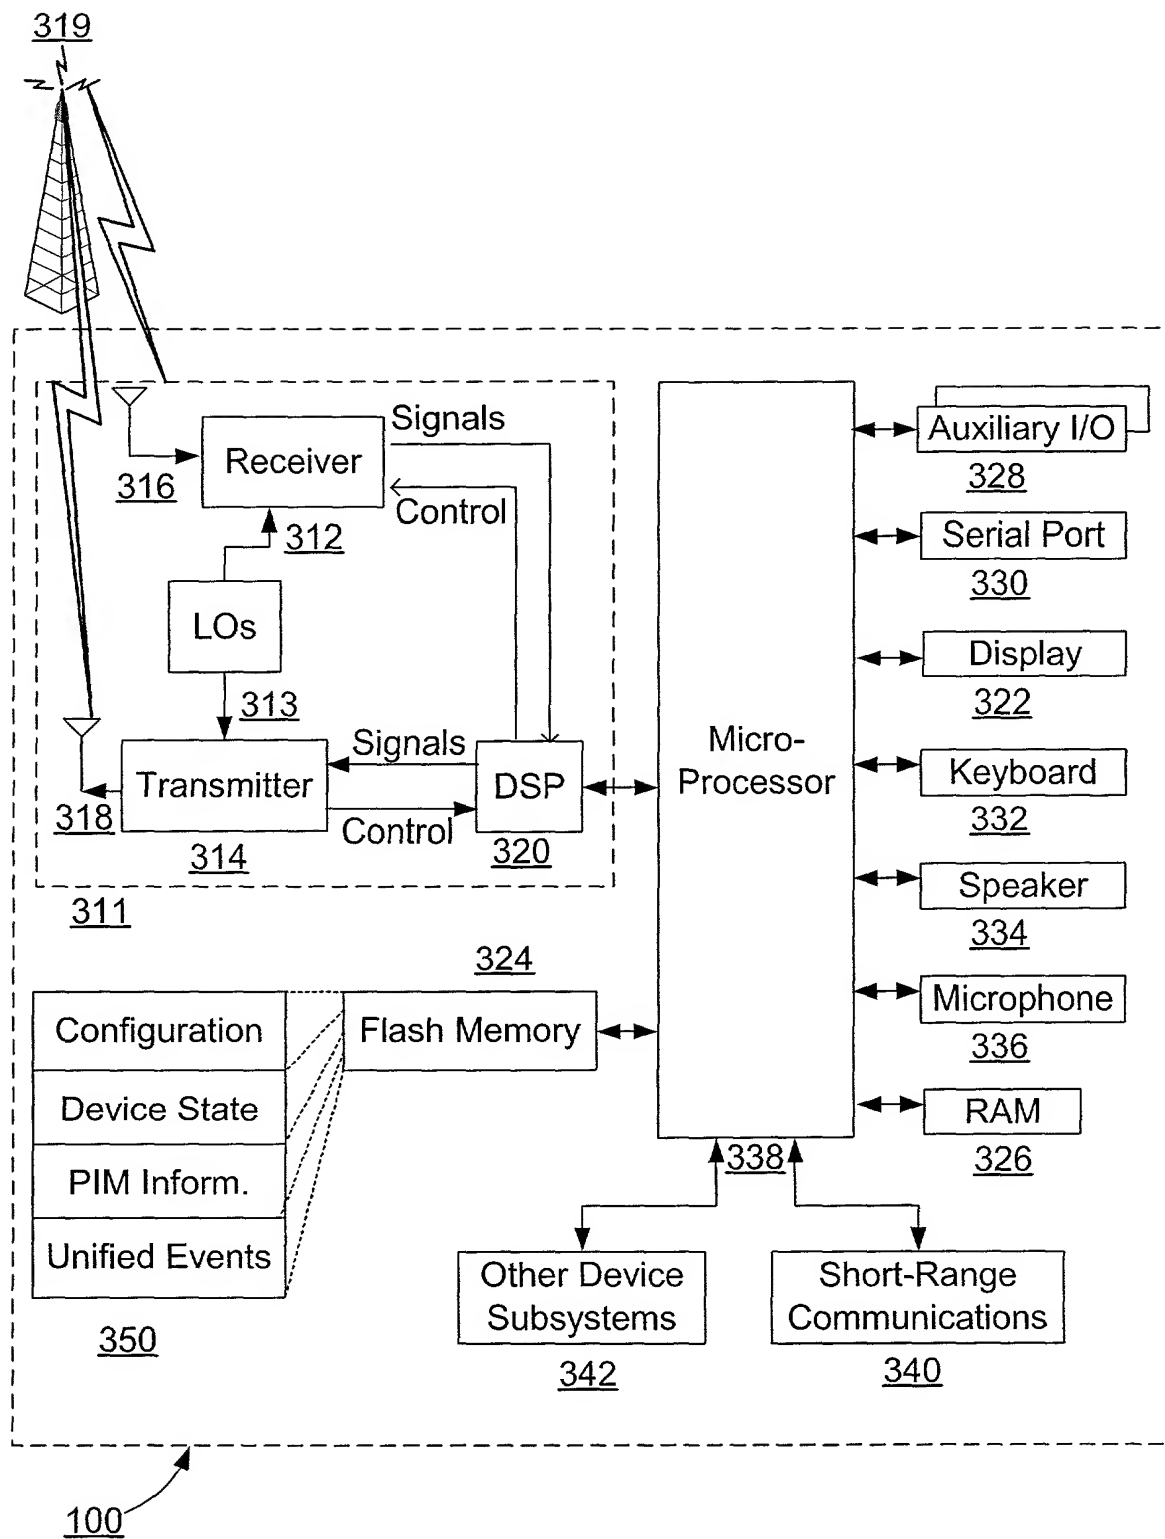 319
Signals
Receiver
Auxiliary I/O
316
Control
328
312
Serial Port
330
LOs
Display
313
322
Signals
Micro-
Processor
Transmitter
DSP
Keyboard
318
Control
332
314
320
Speaker
311
334
324
Configuration
Flash Memory
Microphone
336
Device State
RAM
338
326
PIM Inform.
Unified Events
Other Device
Subsystems
Short-Range
Communications
350
342
340
100